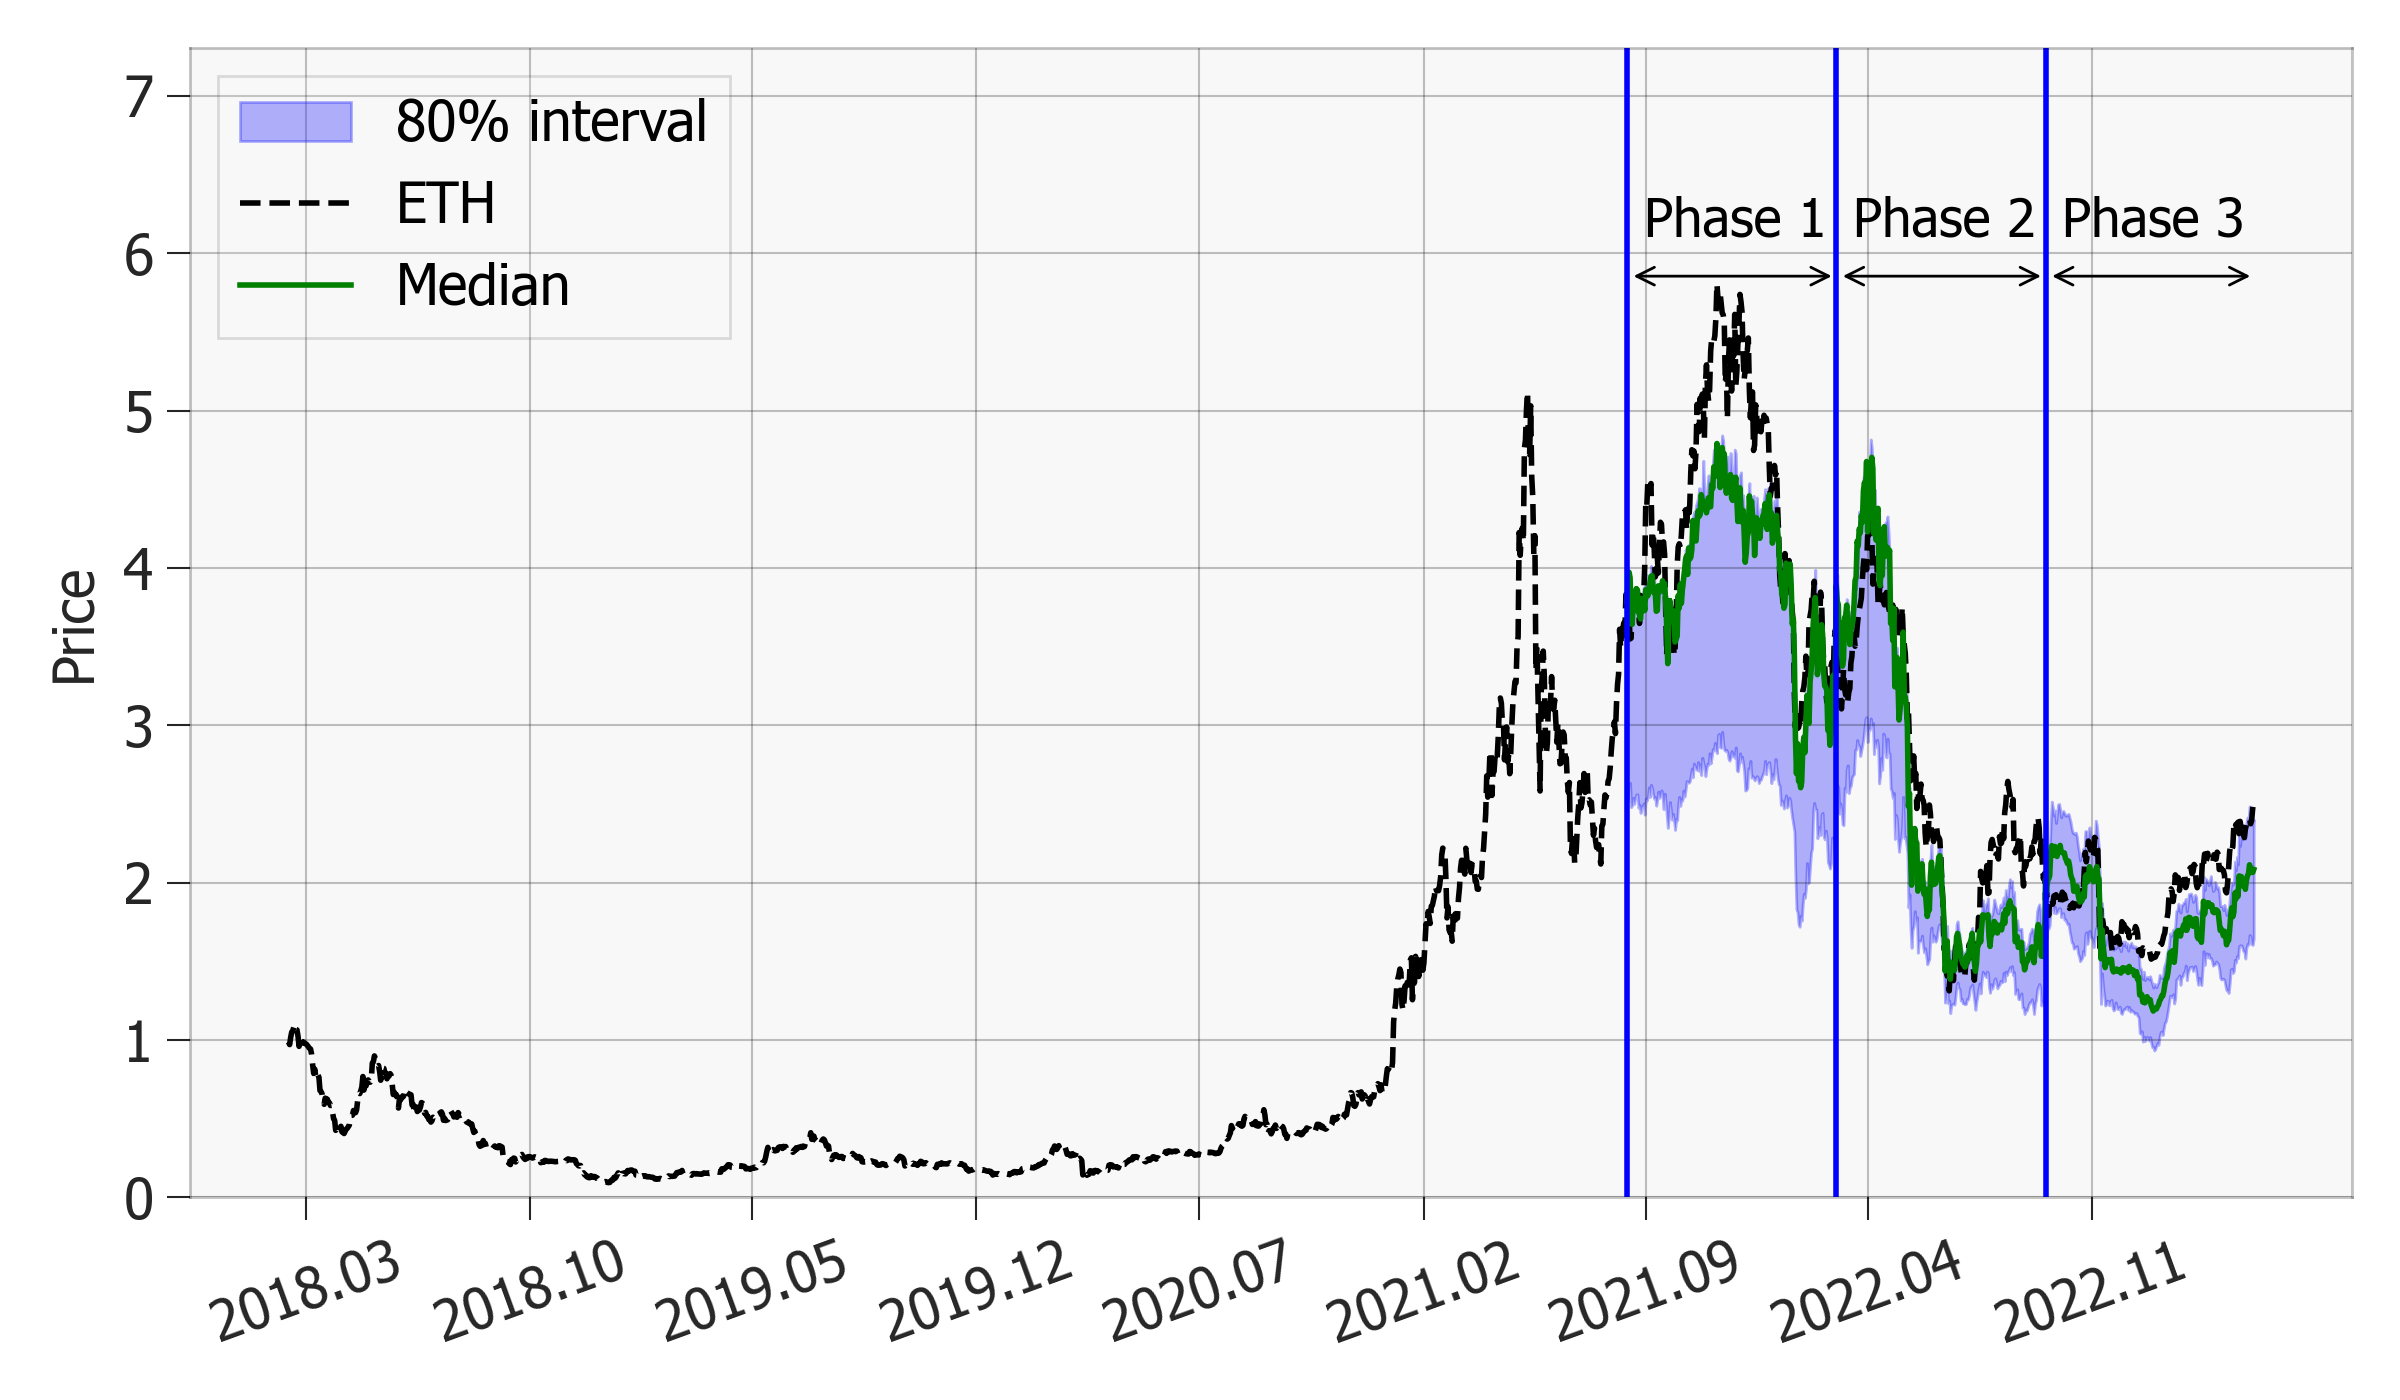 80% interval
ETH
Median
Phase 1
Phase 2
Phase 3
Price
7
6
5
4
3
2
1
0
2018.03
2018.10
2019.05
2019.12
2020.07
2021.02
2021.09
2022.04
2022.11